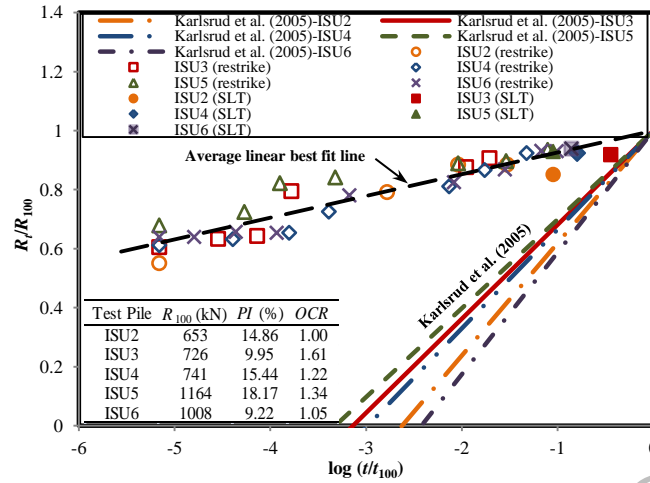 1.4
1.2
1
0.8
0.6
0.4
0.2
0
R_t/R_100
Karlsrud et al. (2005)-ISU2 Karlsrud et al. (2005)-ISU3
Karlsrud et al. (2005)-ISU4 Karlsrud et al. (2005)-ISU5
Karlsrud et al. (2005)-ISU6 ISU2 (restrike)
ISU3 (restrike) ISU4 (restrike)
ISU5 (restrike) ISU6 (restrike)
ISU2 (SLT) ISU3 (SLT)
ISU4 (SLT) ISU5 (SLT)
ISU6 (SLT)
Average linear best fit line
Karlsrud et al. (2005)
Test Pile R_100 (kN) PI (%) OCR
ISU2 653 14.86 1.00
ISU3 726 9.95 1.61
ISU4 741 15.44 1.22
ISU5 1164 18.17 1.34
ISU6 1008 9.22 1.05
-6 -5 -4 -3 -2 -1 0
log (t/t_100)